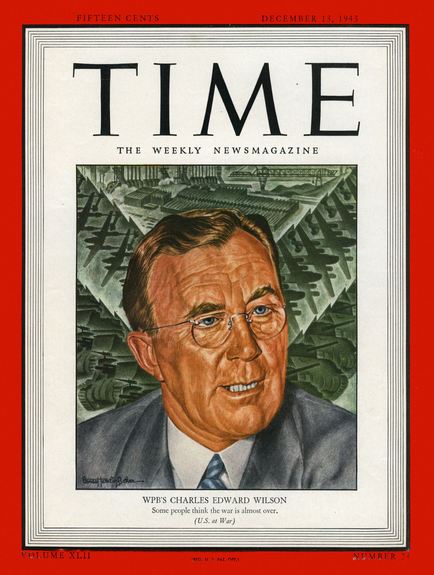 FIFTEEN CENTS DECEMBER 13, 1943
TIME
THE WEEKLY NEWSMAGAZINE
WPB'S CHARLES EDWARD WILSON
Some people think the war is almost over.
(U.S. at War)
VOLUME XLII NUMBER